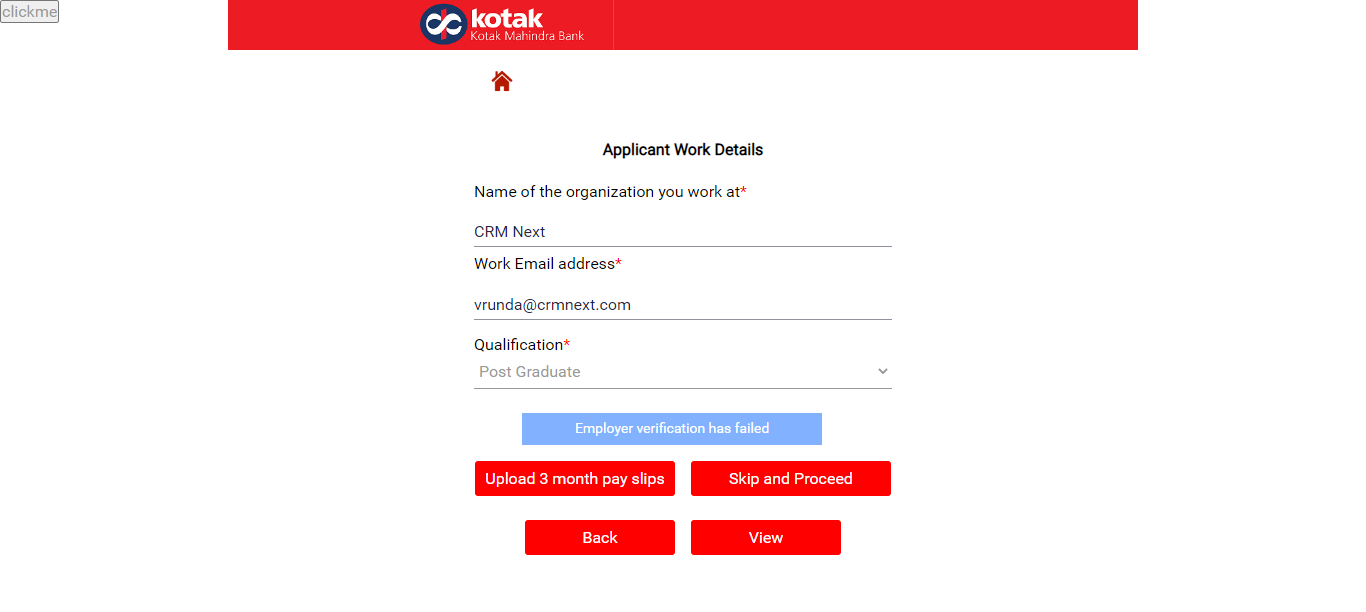 clickme
kotak
Kotak Mahindra Bank
Applicant Work Details
Name of the organization you work at*
CRM Next
Work Email address*
vrunda@crmnext.com
Qualification*
Post Graduate
Employer verification has failed
Upload 3 month pay slips
Skip and Proceed
Back
View